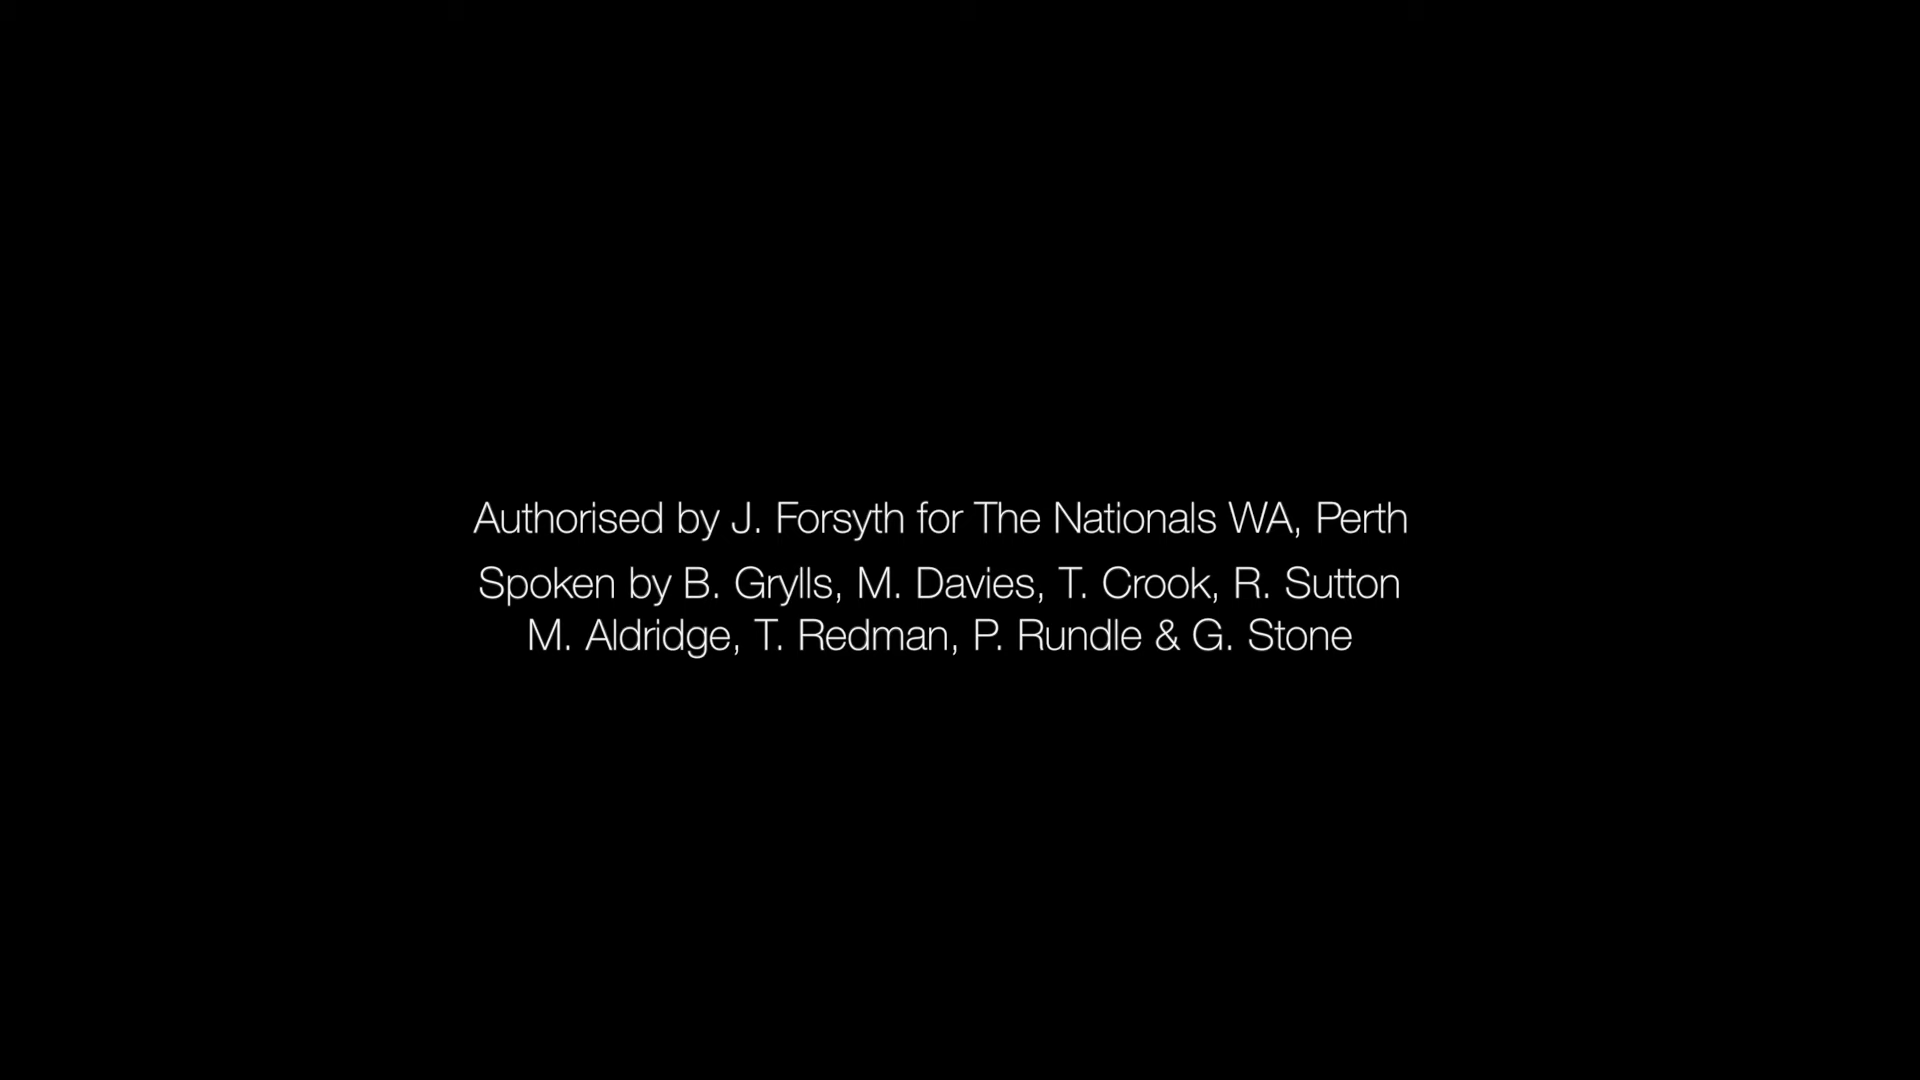 Authorised by J. Forsyth for The Nationals WA, Perth
Spoken by B. Grylls, M. Davies, T. Crook, R. Sutton
M. Aldridge, T. Redman, P. Rundle & G. Stone